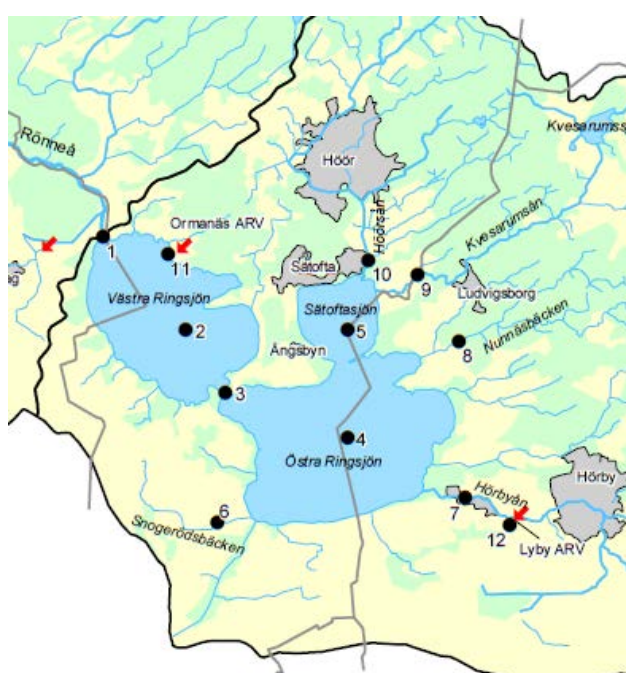 Rönneå
Höör
Kvesarumss
Ormanäs ARV
Höörsån
Kvesarumsån
1
11
Sätofta
10
9
Ludvigsborg
Västra Ringsjön
Sätoftasjön
Nunnäsbäcken
2
5
Ängsbyn
8
3
4
Östra Ringsjön
Hörby
Hörbyån
7
6
Snogerödsbäcken
12
Lyby ARV